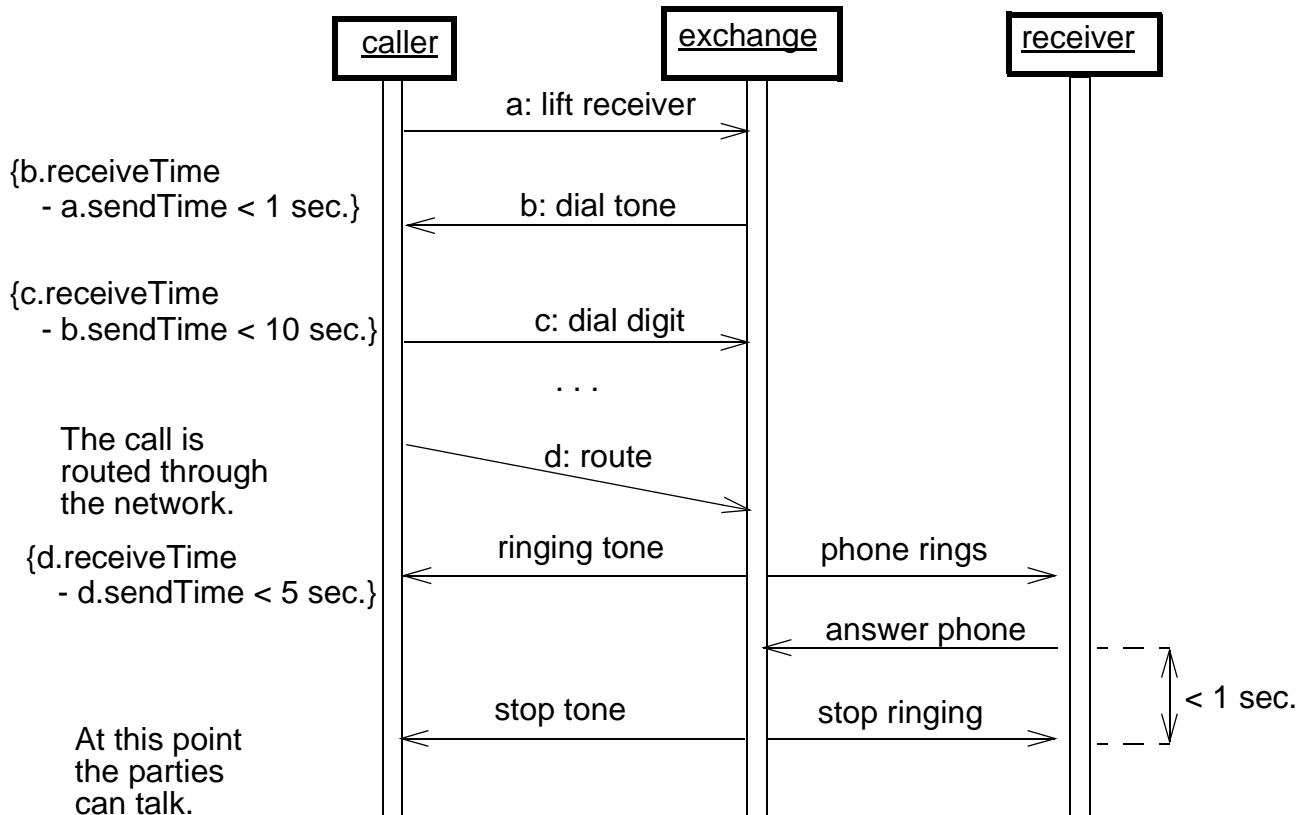 caller
exchange
receiver
a: lift receiver
{b.receiveTime
- a.sendTime < 1 sec.}
b: dial tone
{c.receiveTime
- b.sendTime < 10 sec.}
c: dial digit
. . .
The call is
routed through
the network.
d: route
{d.receiveTime
- d.sendTime < 5 sec.}
ringing tone
phone rings
answer phone
< 1 sec.
stop tone
stop ringing
At this point
the parties
can talk.